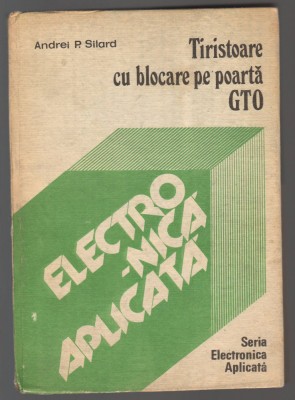 Andrei P. Silard
Tiristoare
cu blocare pe poartă
GTO
ELECTRO
-NICĂ
APLICATĂ
Seria
Electronica
Aplicată